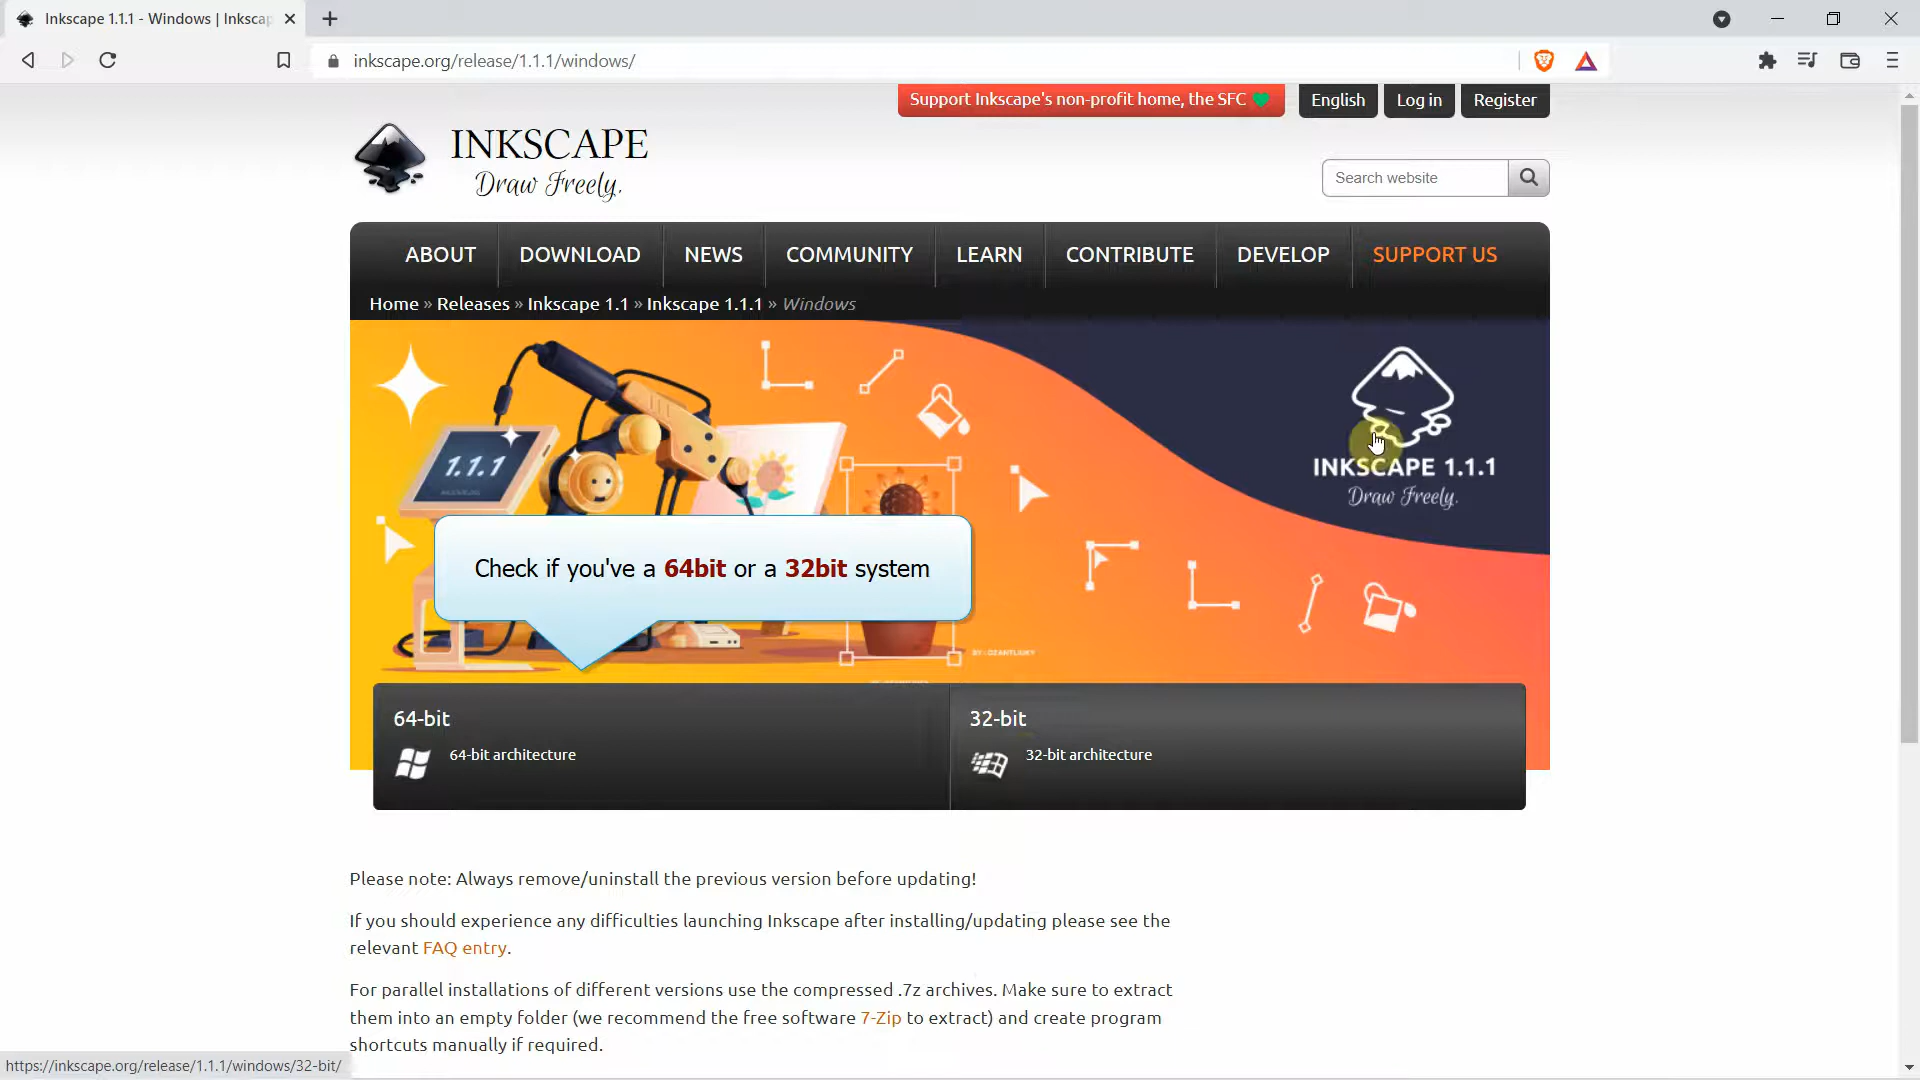 Inkscape 1.1.1 - Windows | Inkscap
inkscape.org/release/1.1.1/windows/
Support Inkscape's non-profit home, the SFC
English
Log in
Register
INKSCAPE
Draw Freely.
Search website
ABOUT
DOWNLOAD
NEWS
COMMUNITY
LEARN
CONTRIBUTE
DEVELOP
SUPPORT US
Home » Releases » Inkscape 1.1 » Inkscape 1.1.1 » Windows
1.1.1
INKSCAPE 1.1.1
Draw Freely.
Check if you've a 64bit or a 32bit system
64-bit
64-bit architecture
32-bit
32-bit architecture
Please note: Always remove/uninstall the previous version before updating!
If you should experience any difficulties launching Inkscape after installing/updating please see the
relevant FAQ entry.
For parallel installations of different versions use the compressed .7z archives. Make sure to extract
them into an empty folder (we recommend the free software 7-Zip to extract) and create program
shortcuts manually if required.
https://inkscape.org/release/1.1.1/windows/32-bit/